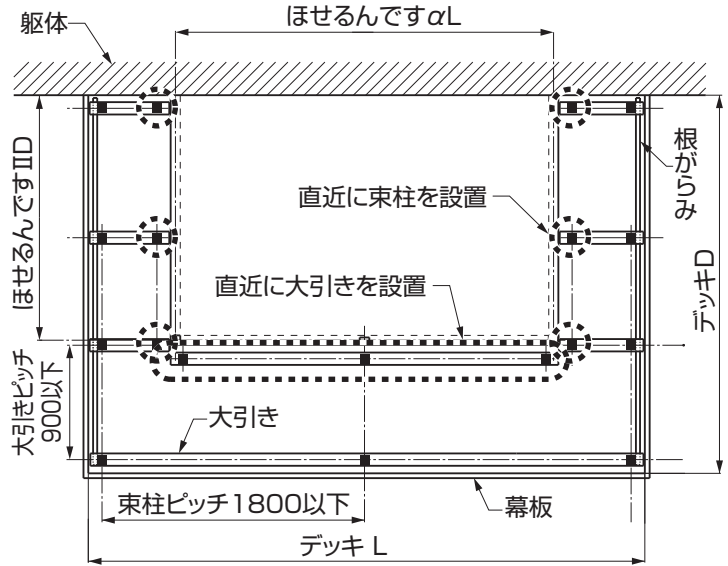 躯体
ほせるんですαL
ほせるんですⅡD
根がらみ
直近に束柱を設置
デッキD
直近に大引きを設置
大引きピッチ
900以下
大引き
束柱ピッチ1800以下
幕板
デッキ L